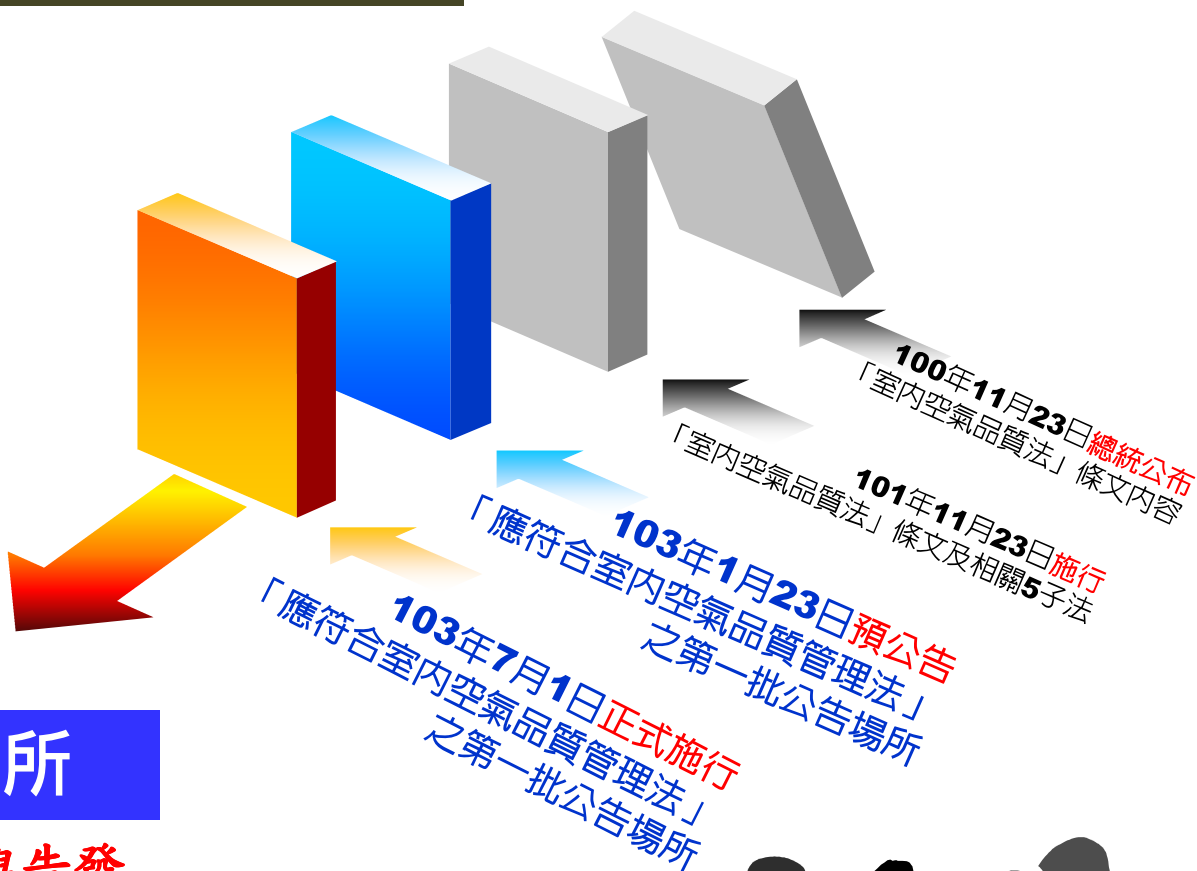 100年11月23日總統公布
「室內空氣品質法」條文內容
101年11月23日施行
「室內空氣品質法」條文及相關5子法
103年1月23日預公告
「應符合室內空氣品質管理法」
之第一批公告場所
103年7月1日正式施行
「應符合室內空氣品質管理法」
之第一批公告場所
所
告發